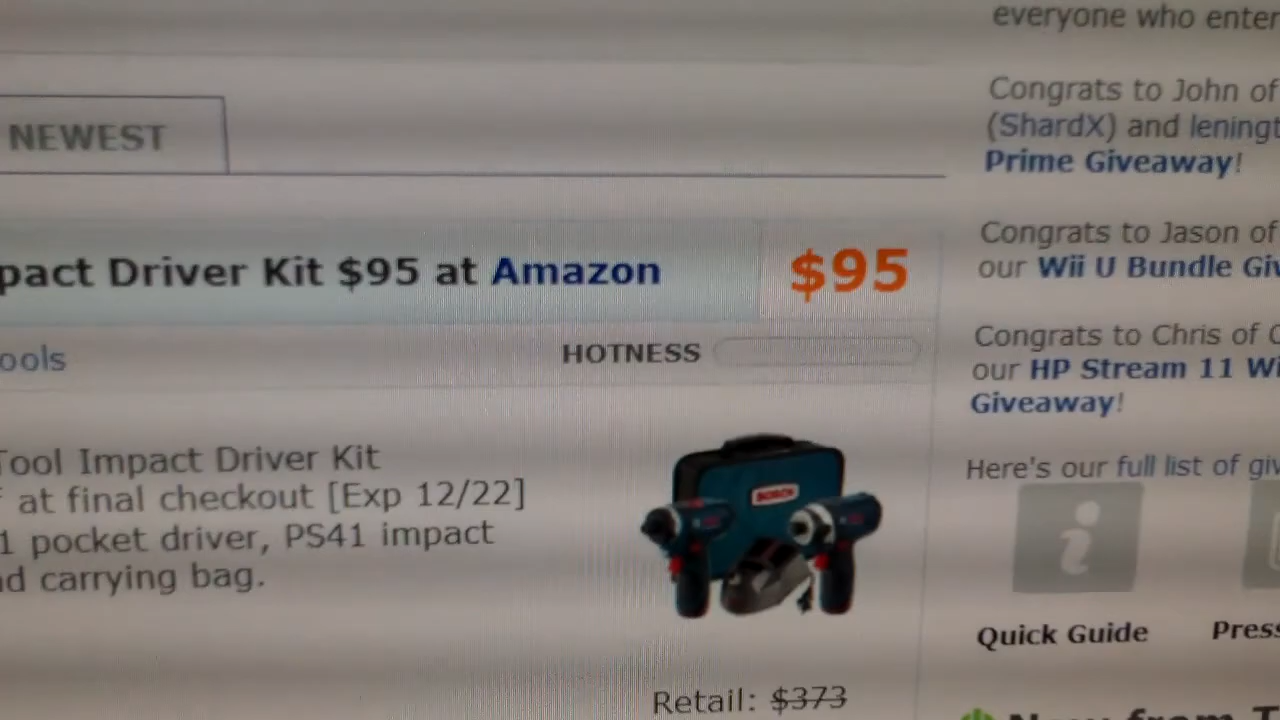 NEWEST
pact Driver Kit $95 at Amazon
$95
ools
HOTNESS
Tool Impact Driver Kit
at final checkout [Exp 12/22]
1 pocket driver, PS41 impact
nd carrying bag.
BOSCH
Retail: $373
everyone who enter
Congrats to John of
(ShardX) and leningt
Prime Giveaway!
Congrats to Jason of
our Wii U Bundle Giv
Congrats to Chris of C
our HP Stream 11 Wi
Giveaway!
Here's our full list of giv
i
Quick Guide
Press
New from T